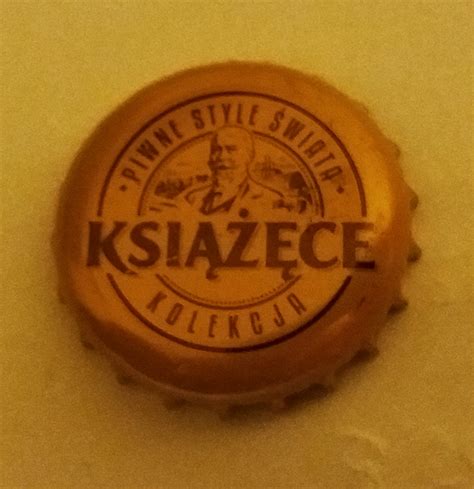 • PIWNE STYLE ŚWIATA •
KSIĄŻĘCE
KOLEKCJA